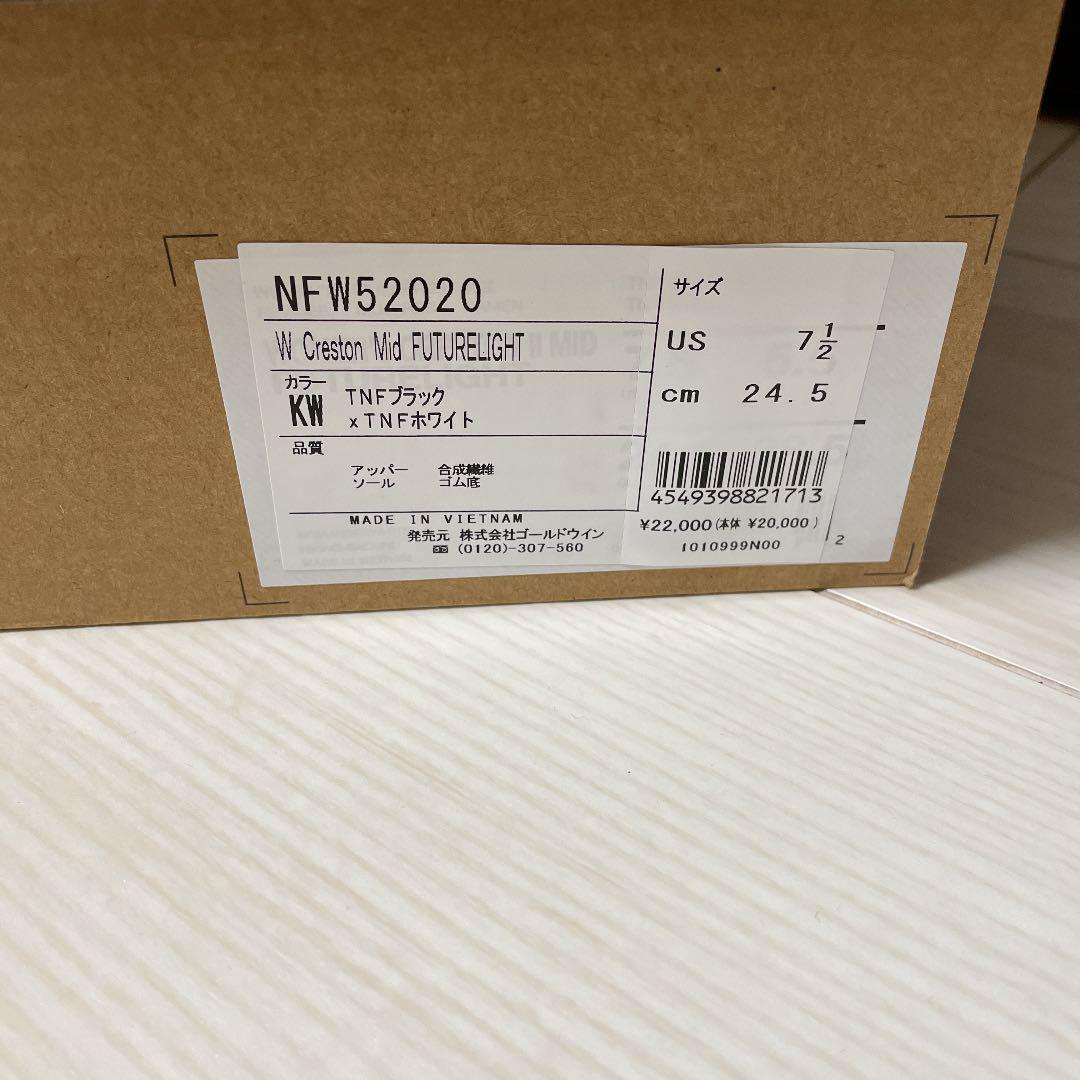 NFW52020
W Creston Mid FUTURELIGHT
カラー
KW
TNFブラック
xTNFホワイト
品質
アッパー 合成繊維
ソール ゴム底
MADE IN VIETNAM
発売元 株式会社ゴールドウイン
(0120)-307-560
サイズ
US 7 1/2
cm 24.5
4549398821713
¥22,000(本体 ¥20,000)
1010999N00
II MID
2